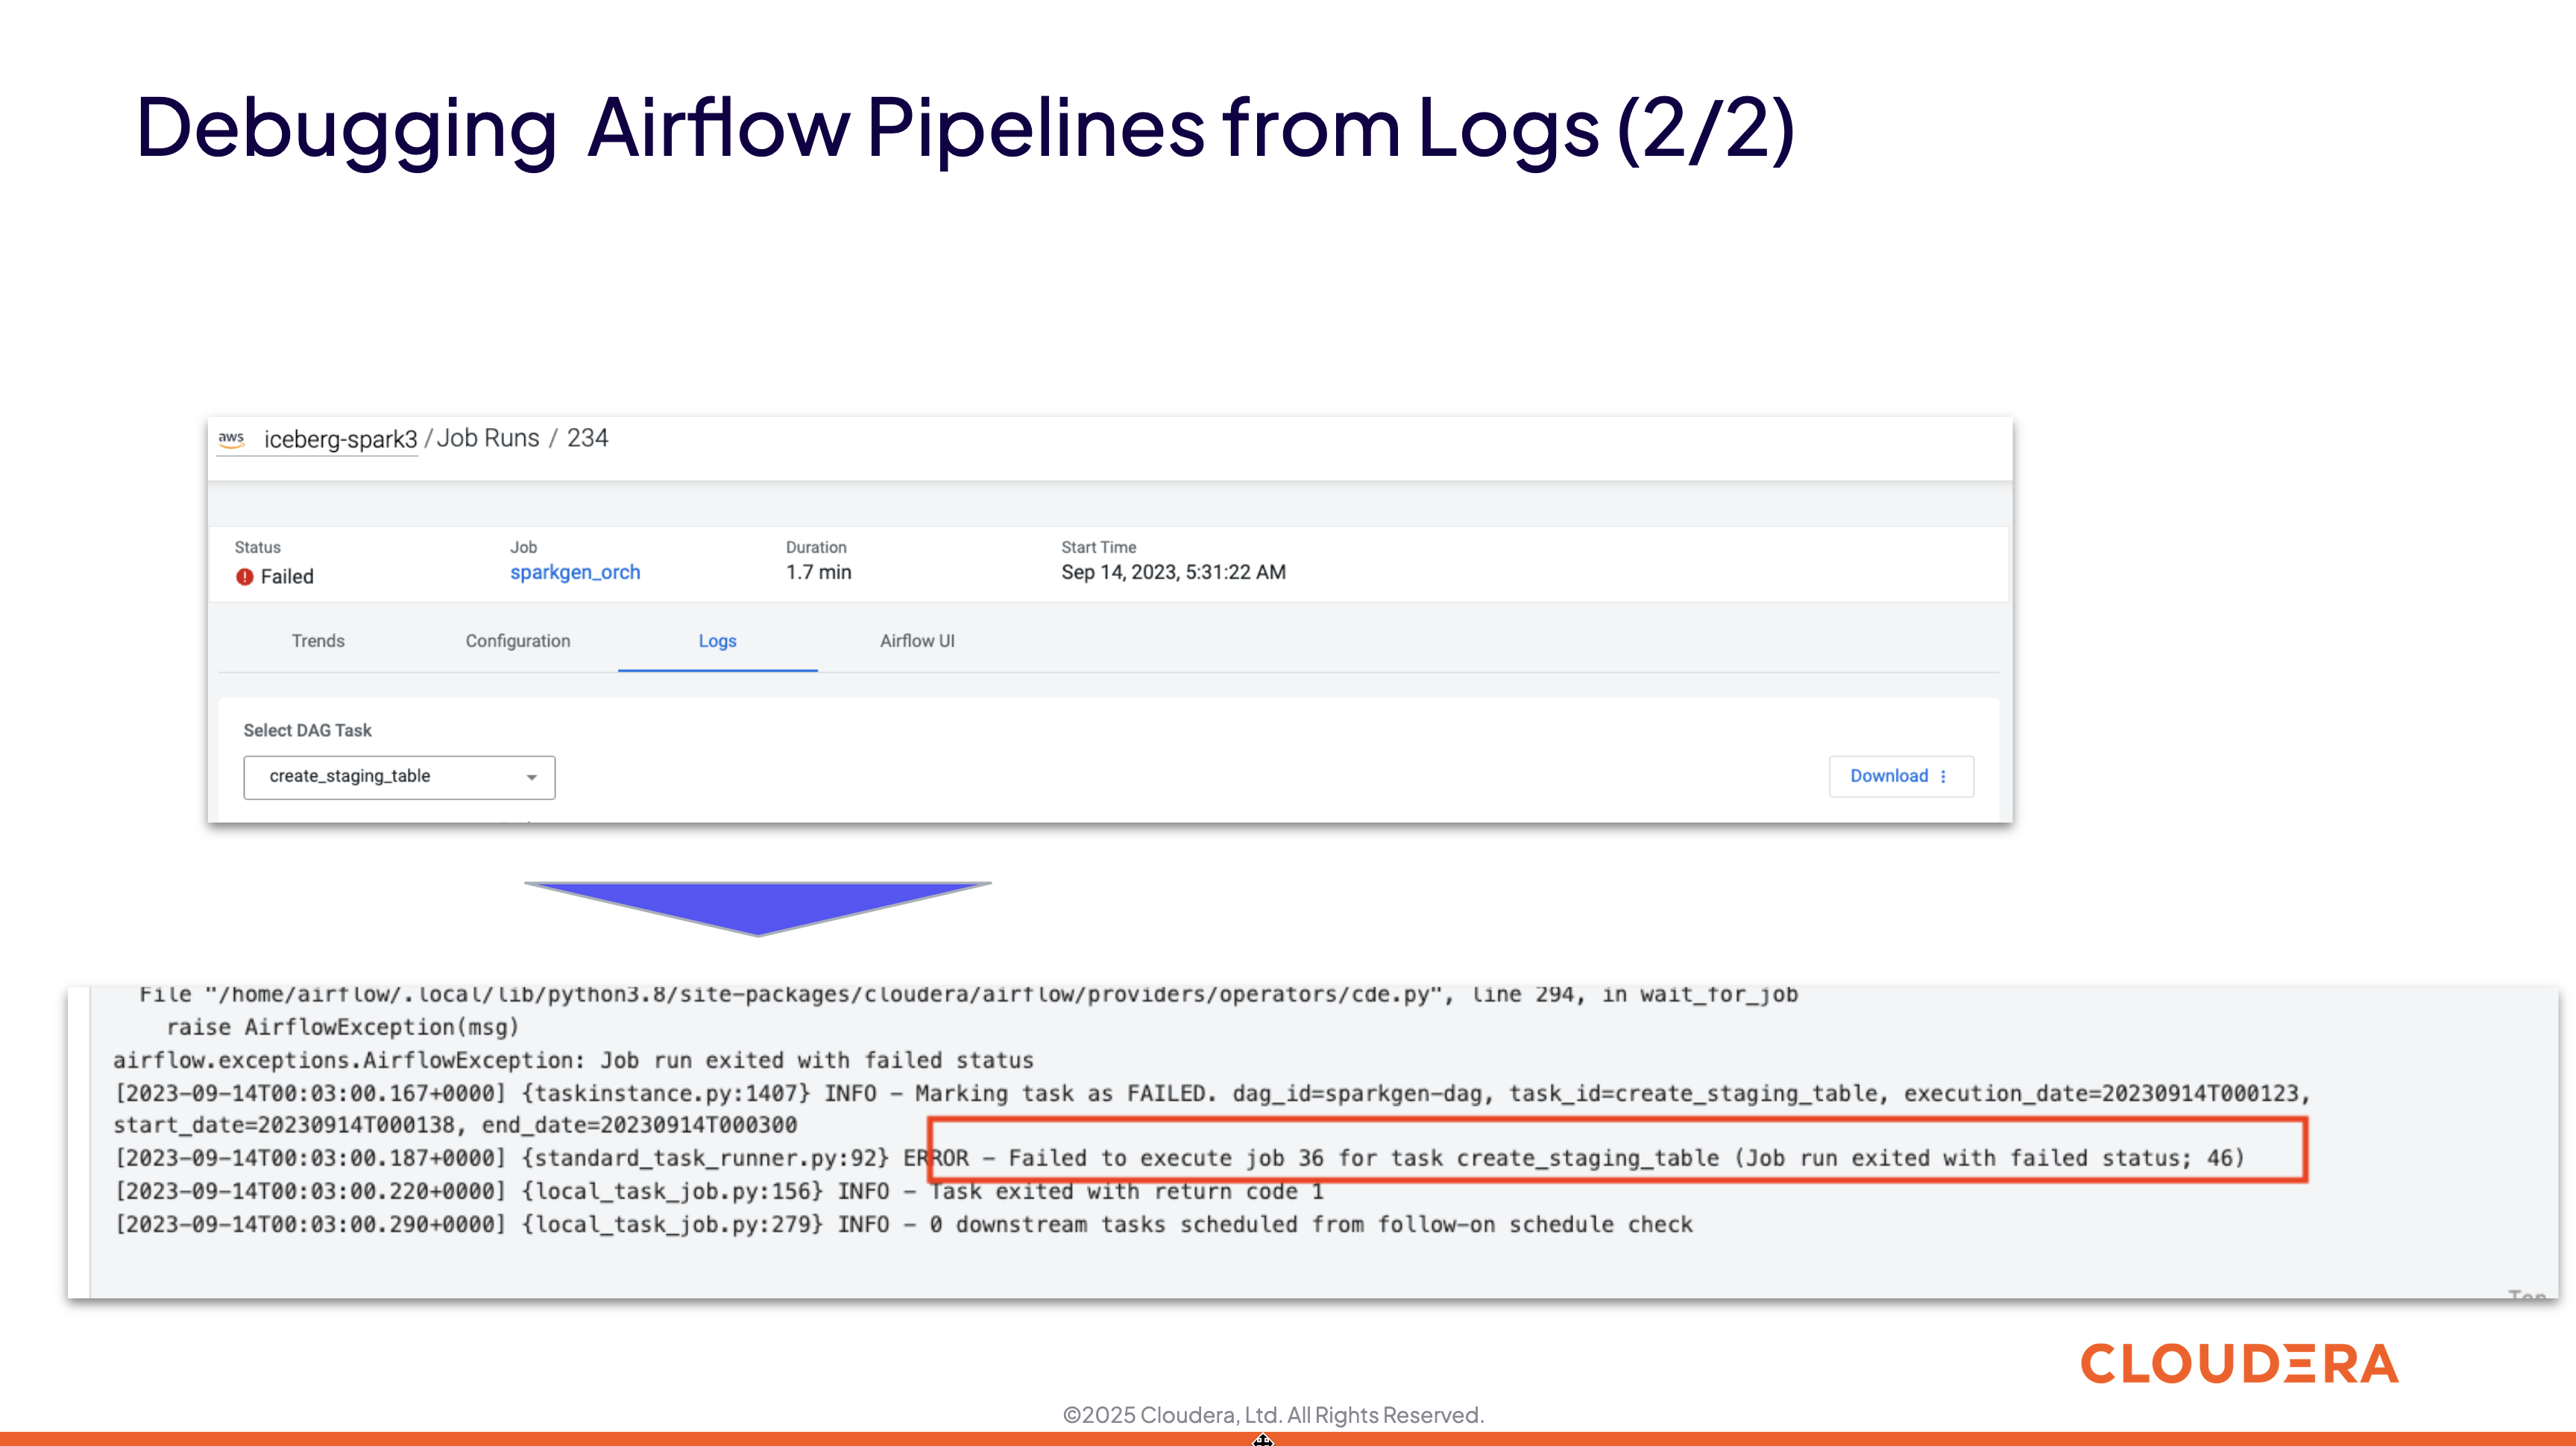 Debugging Airflow Pipelines from Logs (2/2)
aws iceberg-spark3 / Job Runs / 234
Status Job Duration Start Time
Failed sparkgen_orch 1.7 min Sep 14, 2023, 5:31:22 AM
Trends Configuration Logs Airflow UI
Select DAG Task
create_staging_table Download
File "/home/airflow/.local/lib/python3.8/site-packages/cloudera/airflow/providers/operators/cde.py", line 294, in wait_for_job
raise AirflowException(msg)
airflow.exceptions.AirflowException: Job run exited with failed status
[2023-09-14T00:03:00.167+0000] {taskinstance.py:1407} INFO - Marking task as FAILED. dag_id=sparkgen-dag, task_id=create_staging_table, execution_date=20230914T000123,
start_date=20230914T000138, end_date=20230914T000300
[2023-09-14T00:03:00.187+0000] {standard_task_runner.py:92} ERROR - Failed to execute job 36 for task create_staging_table (Job run exited with failed status; 46)
[2023-09-14T00:03:00.220+0000] {local_task_job.py:156} INFO - Task exited with return code 1
[2023-09-14T00:03:00.290+0000] {local_task_job.py:279} INFO - 0 downstream tasks scheduled from follow-on schedule check
CLOUDERA
©2025 Cloudera, Ltd. All Rights Reserved.